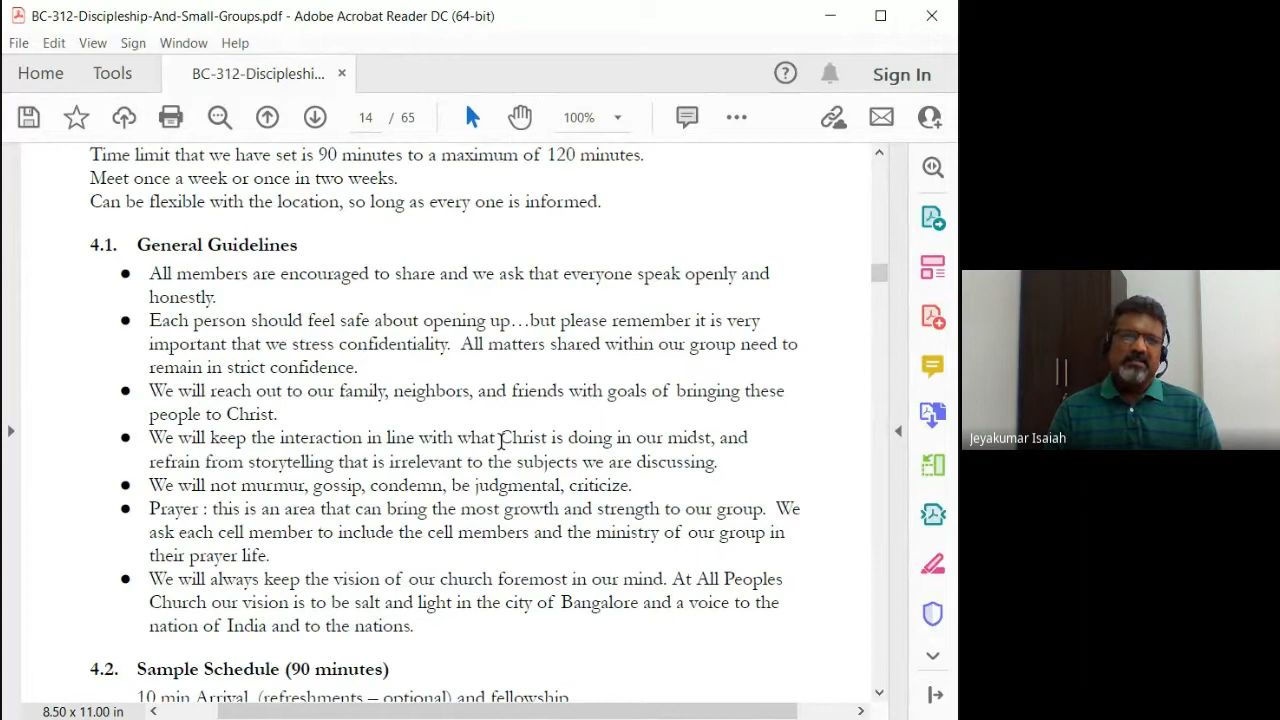 BC-312-Discipleship-And-Small-Groups.pdf - Adobe Acrobat Reader DC (64-bit)
File Edit View Sign Window Help
Home Tools BC-312-Discipleshi... × Sign In
14 / 65 100%
Time limit that we have set is 90 minutes to a maximum of 120 minutes.
Meet once a week or once in two weeks.
Can be flexible with the location, so long as every one is informed.
4.1. General Guidelines
● All members are encouraged to share and we ask that everyone speak openly and
honestly.
● Each person should feel safe about opening up…but please remember it is very
important that we stress confidentiality. All matters shared within our group need to
remain in strict confidence.
● We will reach out to our family, neighbors, and friends with goals of bringing these
people to Christ.
● We will keep the interaction in line with what Christ is doing in our midst, and
refrain from storytelling that is irrelevant to the subjects we are discussing.
● We will not murmur, gossip, condemn, be judgmental, criticize.
● Prayer : this is an area that can bring the most growth and strength to our group. We
ask each cell member to include the cell members and the ministry of our group in
their prayer life.
● We will always keep the vision of our church foremost in our mind. At All Peoples
Church our vision is to be salt and light in the city of Bangalore and a voice to the
nation of India and to the nations.
4.2. Sample Schedule (90 minutes)
10 min Arrival (refreshments – optional) and fellowship
8.50 x 11.00 in
Jeyakumar Isaiah